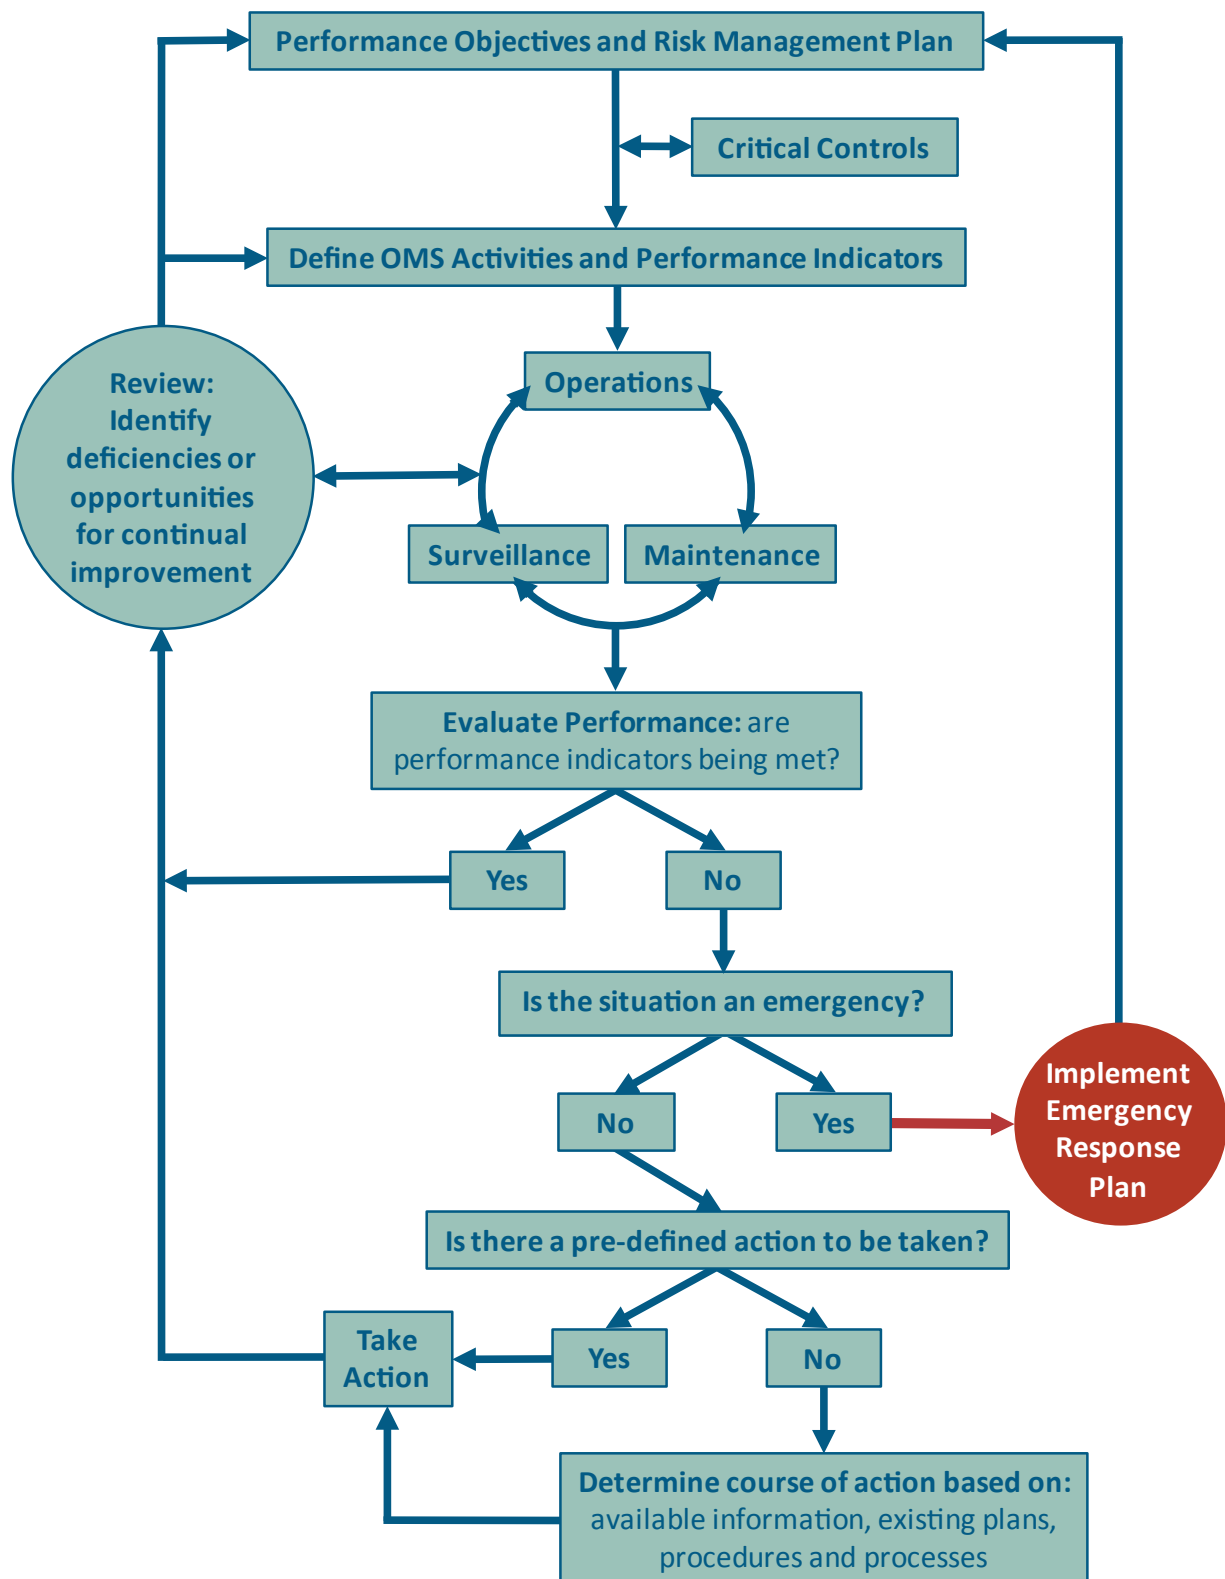 Performance Objectives and Risk Management Plan
Critical Controls
Define OMS Activities and Performance Indicators
Review:
Identify
deficiencies or
opportunities
for continual
improvement
Operations
Surveillance
Maintenance
Evaluate Performance: are
performance indicators being met?
Yes
No
Is the situation an emergency?
No
Yes
Implement
Emergency
Response
Plan
Is there a pre-defined action to be taken?
Take
Action
Yes
No
Determine course of action based on:
available information, existing plans,
procedures and processes